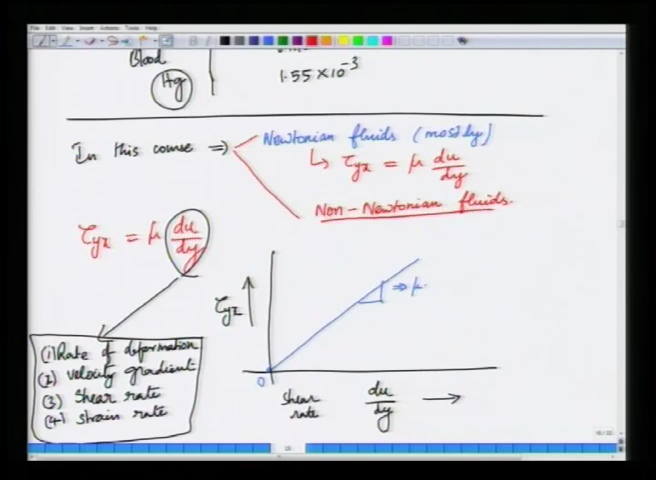 Blood
Hg
1.55 × 10⁻³
In this course ⇒
Newtonian fluids (mostly)
↳ τyx = μ du/dy
Non-Newtonian fluids.
τyx = μ du/dy
(1) Rate of deformation
(2) velocity gradient
(3) shear rate
(4) strain rate
τyx
⇒ μ.
0
shear rate
du/dy →